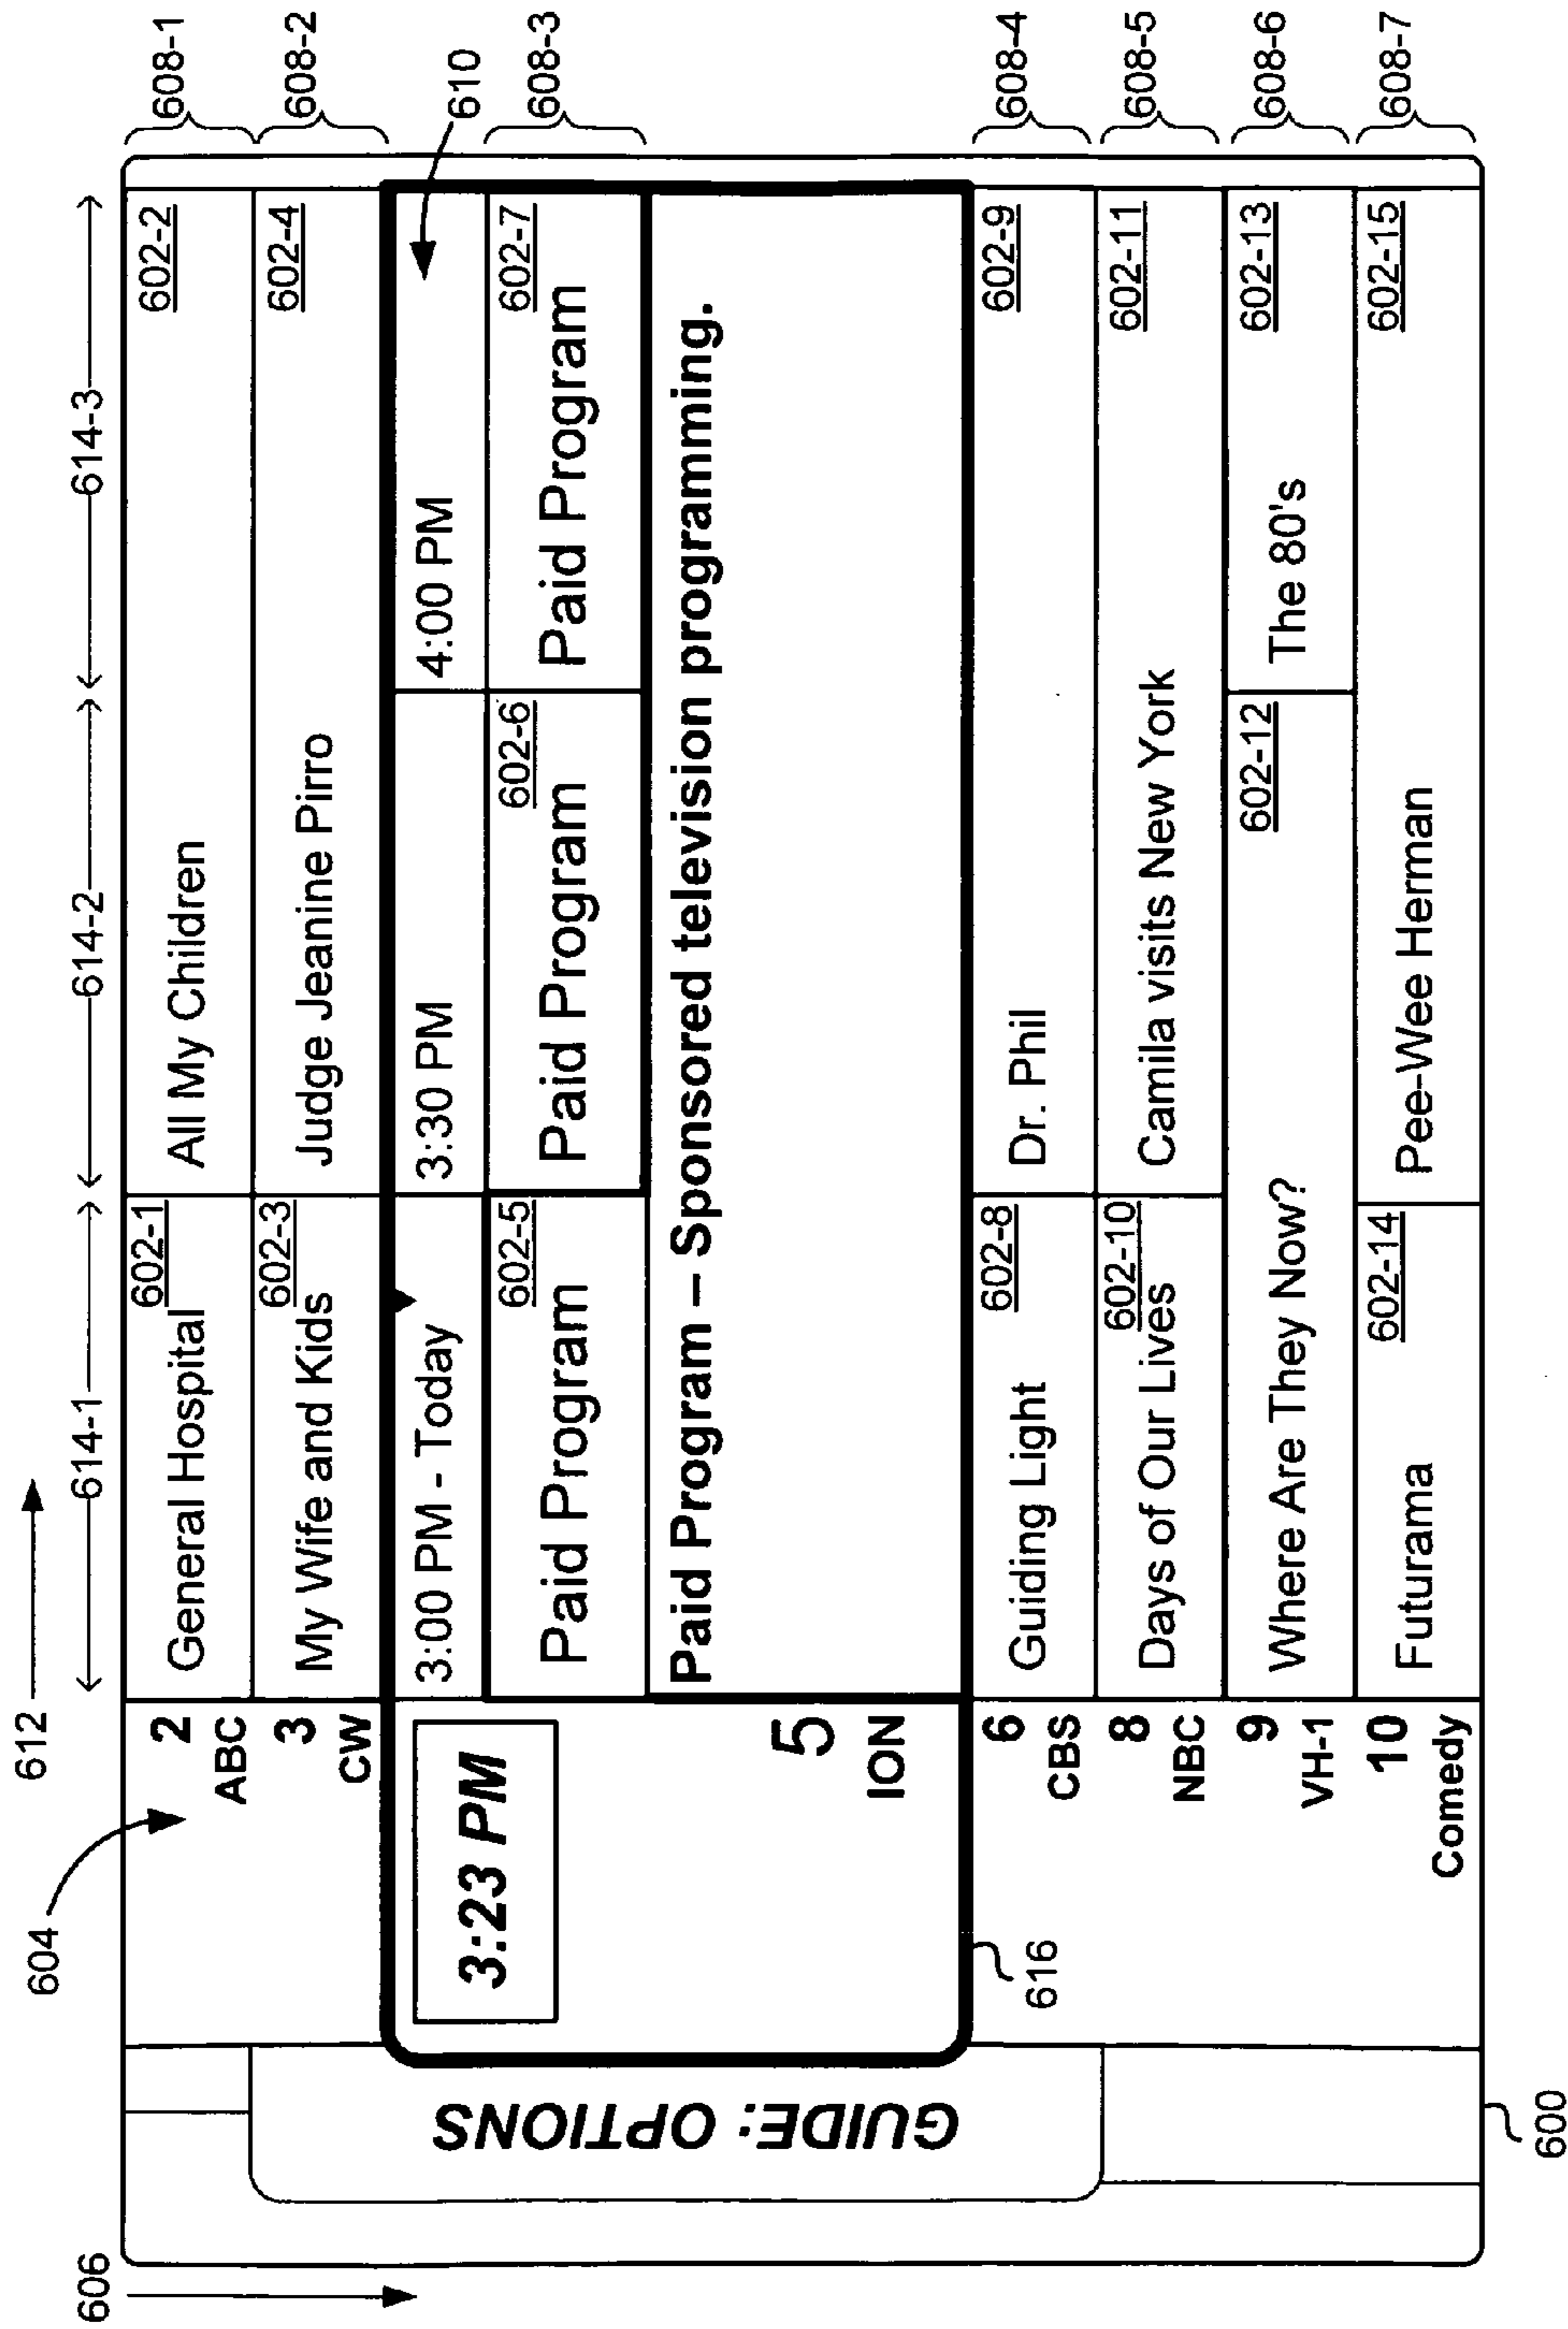 612
614-1
614-2
614-3
604
606
2
ABC
General Hospital
602-1
All My Children
602-2
608-1
3
CW
My Wife and Kids
602-3
Judge Jeanine Pirro
602-4
608-2
3:23 PM
3:00 PM - Today
3:30 PM
4:00 PM
610
GUIDE: OPTIONS
Paid Program
602-5
Paid Program
602-6
Paid Program
602-7
608-3
5
ION
Paid Program – Sponsored television programming.
616
6
CBS
Guiding Light
602-8
Dr. Phil
602-9
608-4
8
NBC
Days of Our Lives
602-10
Camila visits New York
602-11
608-5
9
VH-1
Where Are They Now?
602-12
The 80's
602-13
608-6
10
Comedy
Futurama
602-14
Pee-Wee Herman
602-15
608-7
600